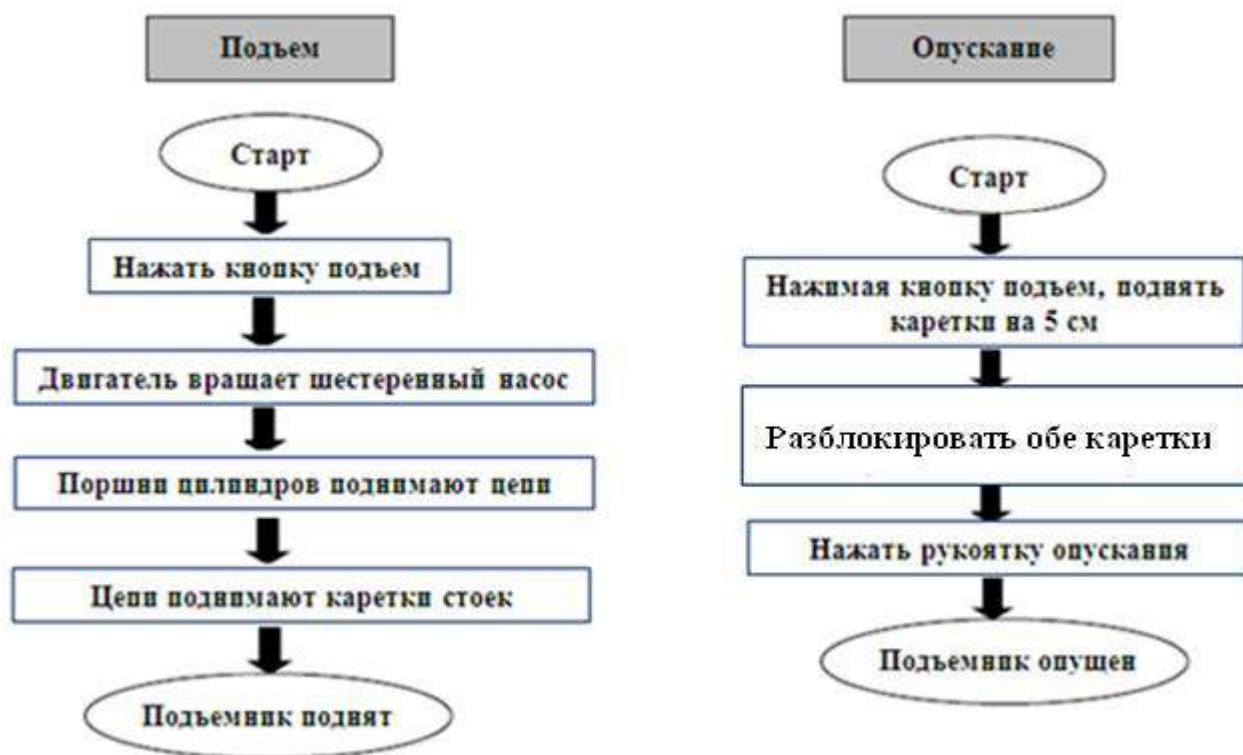 Подъем
Старт
Нажать кнопку подъем
Двигатель вращает шестеренный насос
Поршни цилиндров поднимают цепи
Цепи поднимают каретки стоек
Подъемник поднят
Опускание
Старт
Нажимая кнопку подъем, поднять
каретки на 5 см
Разблокировать обе каретки
Нажать рукоятку опускания
Подъемник опущен